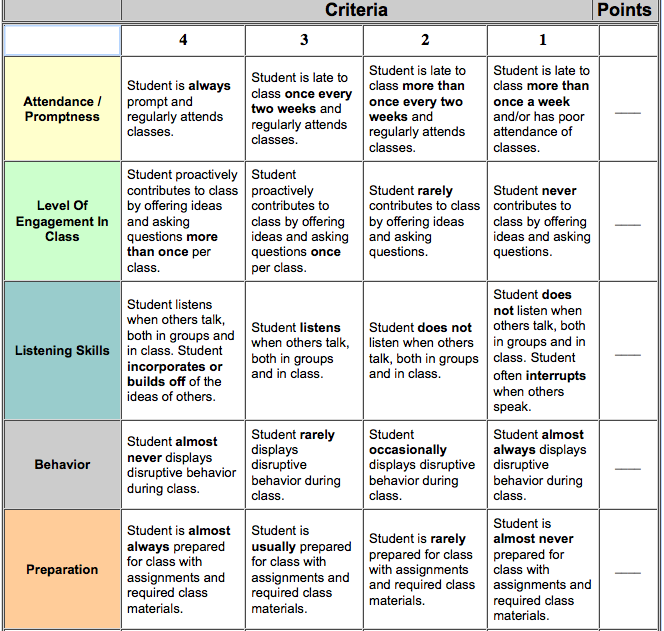 Criteria
Points
4
3
2
1
Attendance /
Promptness
Student is always
prompt and
regularly attends
classes.
Student is late to
class once every
two weeks and
regularly attends
classes.
Student is late to
class more than
once every two
weeks and
regularly attends
classes.
Student is late to
class more than
once a week
and/or has poor
attendance of
classes.
____
Level Of
Engagement In
Class
Student proactively
contributes to class
by offering ideas
and asking
questions more
than once per
class.
Student
proactively
contributes to
class by offering
ideas and asking
questions once
per class.
Student rarely
contributes to class
by offering ideas
and asking
questions.
Student never
contributes to
class by offering
ideas and asking
questions.
____
Listening Skills
Student listens
when others talk,
both in groups and
in class. Student
incorporates or
builds off of the
ideas of others.
Student listens
when others talk,
both in groups
and in class.
Student does not
listen when others
talk, both in groups
and in class.
Student does
not listen when
others talk, both
in groups and in
class. Student
often interrupts
when others
speak.
____
Behavior
Student almost
never displays
disruptive behavior
during class.
Student rarely
displays
disruptive
behavior during
class.
Student
occasionally
displays disruptive
behavior during
class.
Student almost
always displays
disruptive
behavior during
class.
____
Preparation
Student is almost
always prepared
for class with
assignments and
required class
materials.
Student is
usually prepared
for class with
assignments and
required class
materials.
Student is rarely
prepared for class
with assignments
and required class
materials.
Student is
almost never
prepared for
class with
assignments and
required class
materials.
____